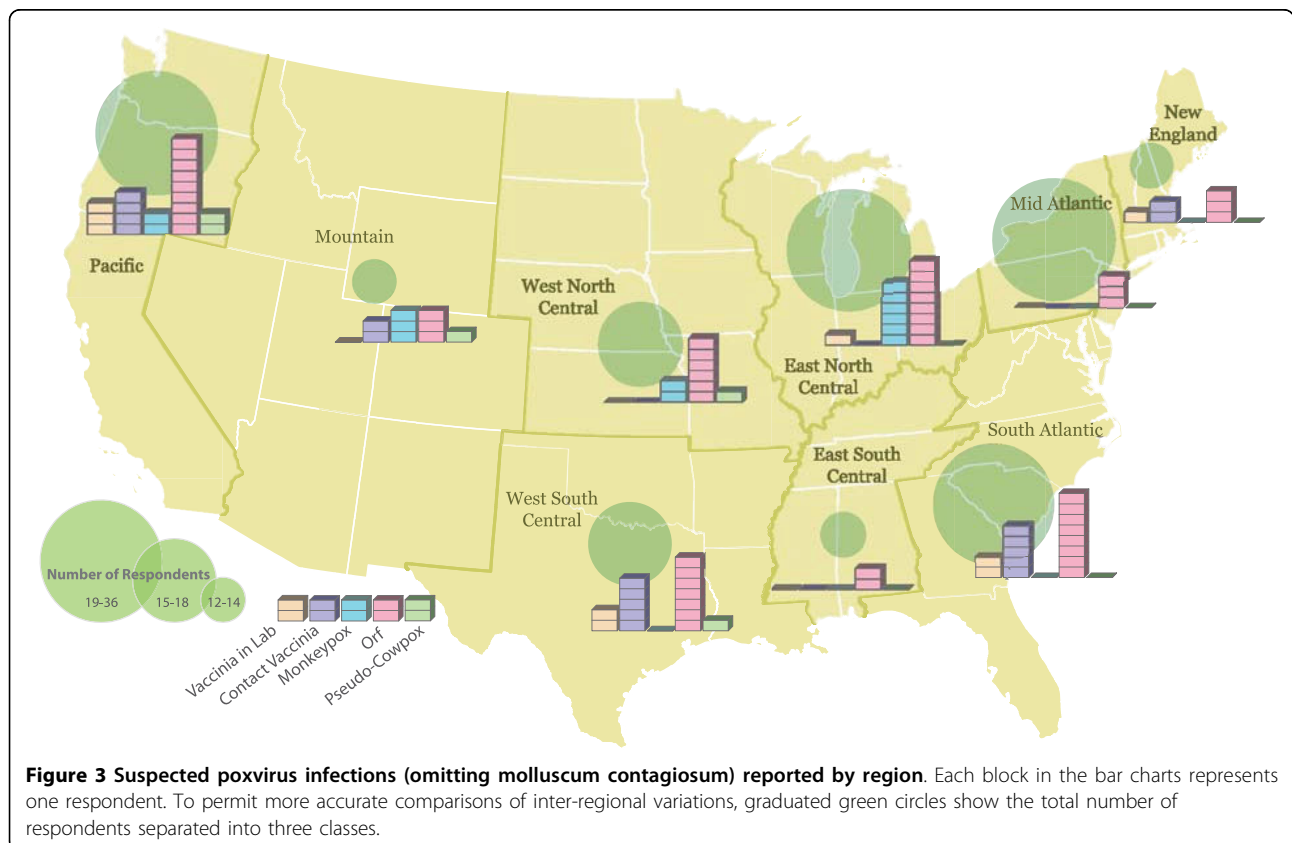 New
England
Mid Atlantic
Mountain
Pacific
West North
Central
East North
Central
South Atlantic
East South
Central
West South
Central
Number of Respondents
19-36 15-18 12-14
Vaccinia in Lab
Contact Vaccinia
Monkeypox
Orf
Pseudo-Cowpox
Figure 3 Suspected poxvirus infections (omitting molluscum contagiosum) reported by region. Each block in the bar charts represents
one respondent. To permit more accurate comparisons of inter-regional variations, graduated green circles show the total number of
respondents separated into three classes.